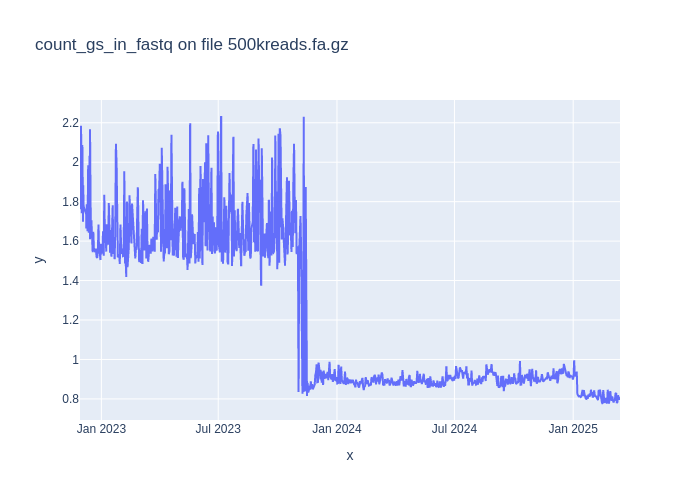 count_gs_in_fastq on file 500kreads.fa.gz
2.2
2
1.8
1.6
1.4
1.2
1
0.8
y
Jan 2023
Jul 2023
Jan 2024
Jul 2024
Jan 2025
x